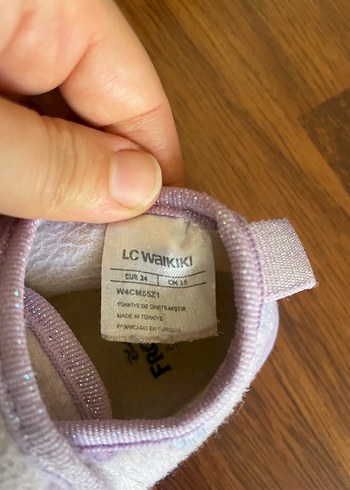 LC WAIKIKI
EUR 24 CM 15
W4CM55Z1
TÜRKİYE'DE ÜRETİLMİŞTİR
MADE IN TÜRKİYE
FABRICADO EN TURQUÍA